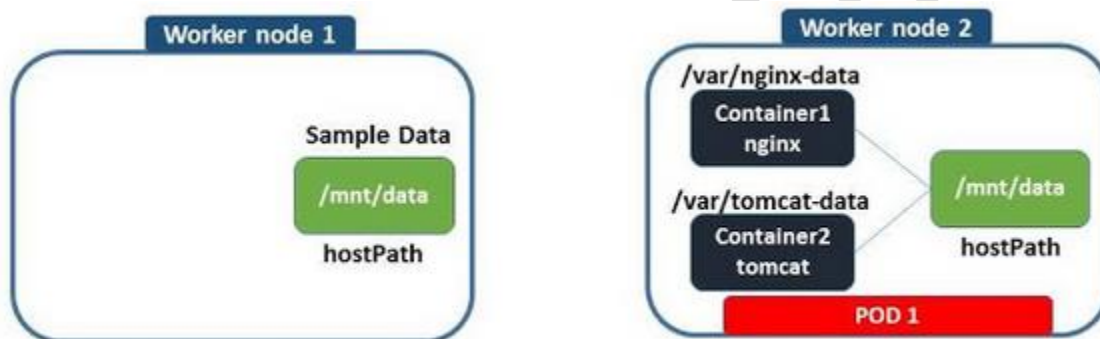 Worker node 1
Sample Data
/mnt/data
hostPath
Worker node 2
/var/nginx-data
Container1
nginx
/var/tomcat-data
Container2
tomcat
/mnt/data
hostPath
POD 1